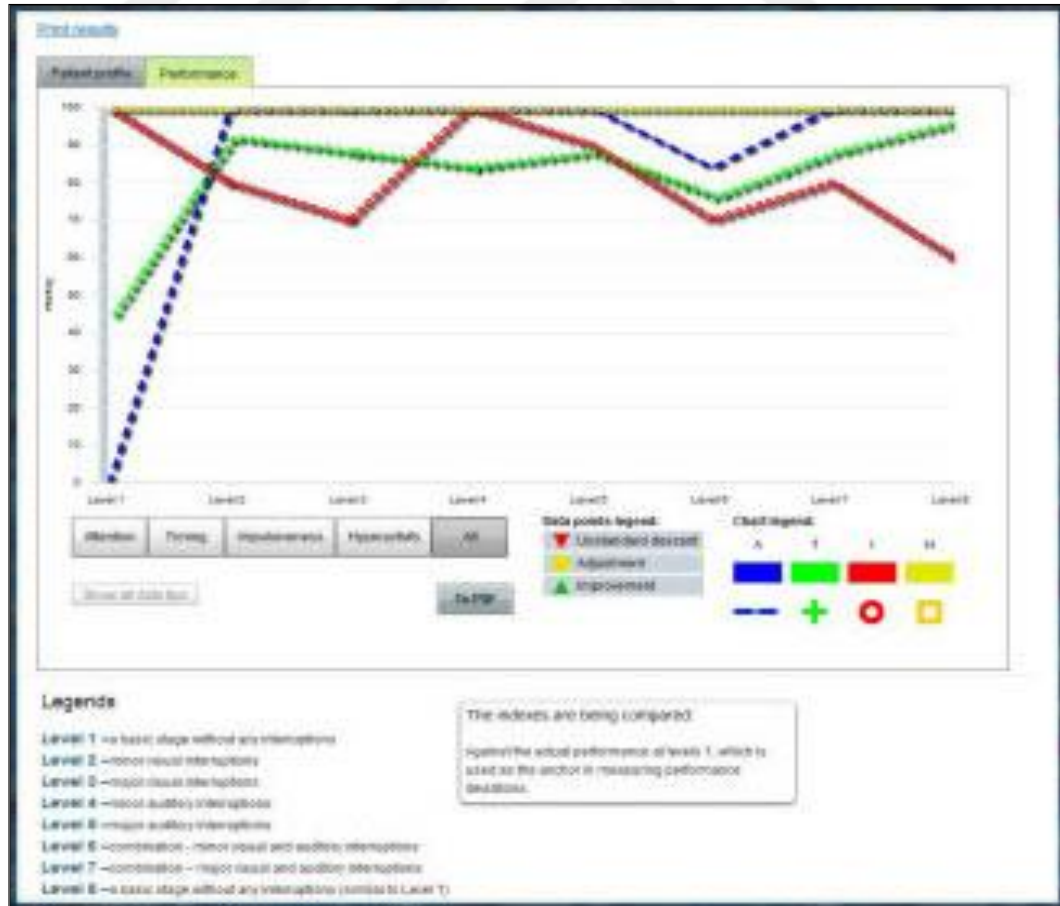 Print results
Patient profile
Performance
100
90
80
70
60
50
40
30
20
10
0
Level 1
Level 2
Level 3
Level 4
Level 5
Level 6
Level 7
Level 8
Attention
Timing
Impulsiveness
Hyperactivity
All
To PDF
Data points legend:
descent
Adjustment
Improvement
Chart legend:
A
T
I
H
Legends
Level 1 –a basic stage without any interruptions
Level 2 –minor visual interruptions
Level 3 –major visual interruptions
Level 4 –minor auditory interruptions
Level 5 –major auditory interruptions
Level 6 –combination - minor visual and auditory interruptions
Level 7 –combination – major visual and auditory interruptions
Level 8 –a basic stage without any interruptions (similar to Level 1)
The indexes are being compared
Against the actual performance at levels 1, which is
used as the anchor in measuring performance
deviations.